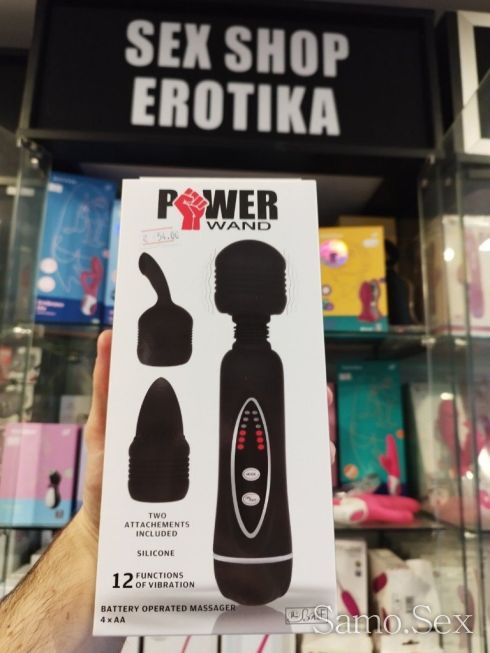 SEX SHOP
EROTIKA
POWER
WAND
TWO
ATTACHEMENTS
INCLUDED
SILICONE
12 FUNCTIONS
OF VIBRATION
BATTERY OPERATED MASSAGER
4 x AA
Samo.Sex